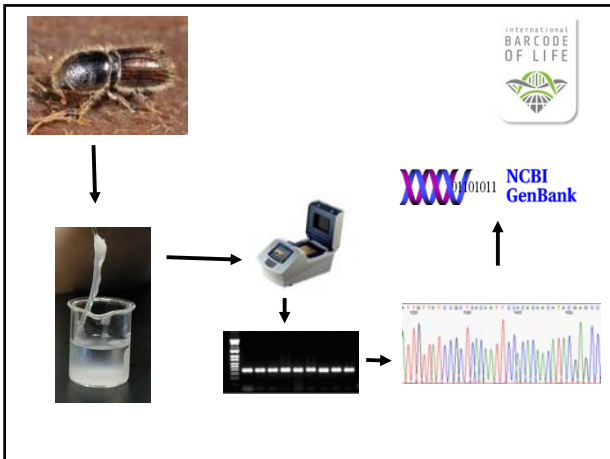 international
BARCODE
OF LIFE
01101011
NCBI
GenBank